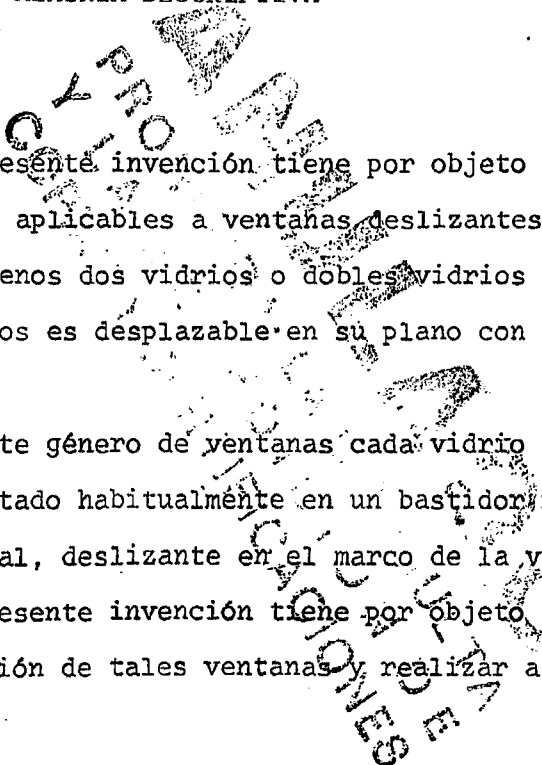 esente invención tiene por objeto
aplicables a ventanas deslizantes
enos dos vidrios o dobles vidrios
os es desplazable en su plano con
te género de ventanas cada vidrio
tado habitualmente en un bastidor
al, deslizante en el marco de la v
esente invención tiene por objeto
ión de tales ventanas y realizar a